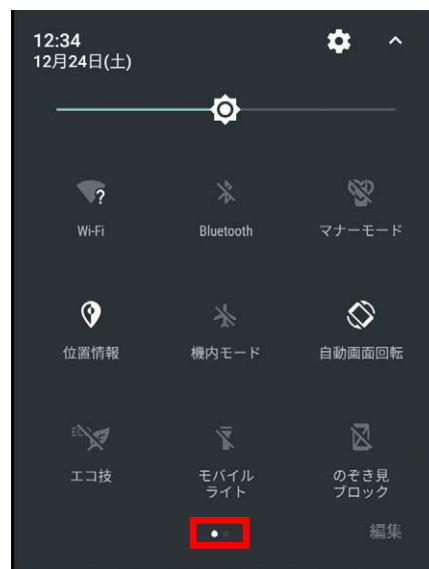 12:34
12月24日(土)
Wi-Fi
Bluetooth
マナーモード
位置情報
機内モード
自動画面回転
ECO
エコ技
モバイル
ライト
のぞき見
ブロック
編集